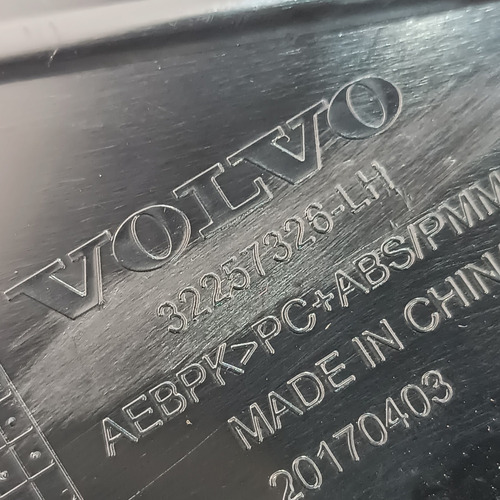 VOLVO
32257326-LH
AEBPK>PC+ABS/PMM
MADE IN CHIN
20170403